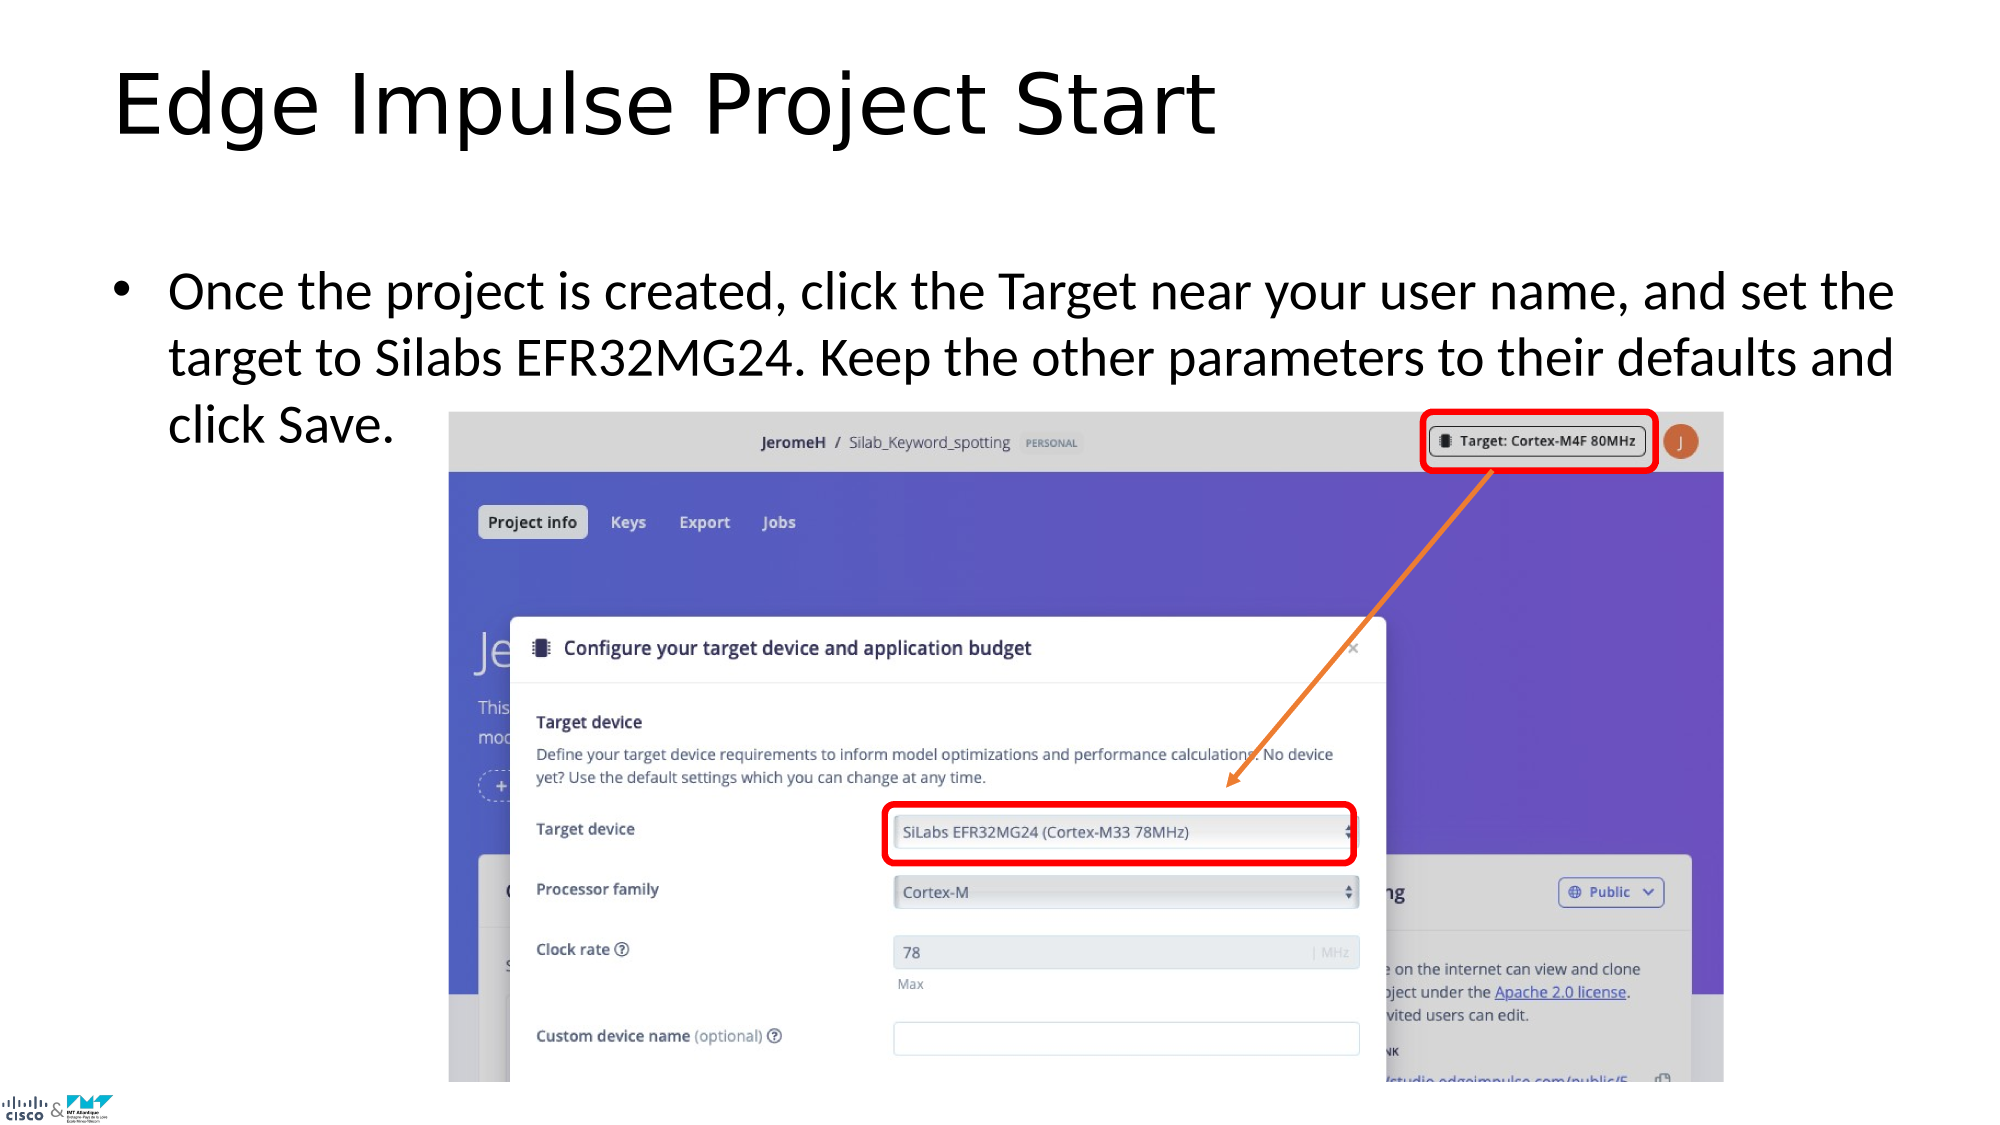 Edge Impulse Project Start
• Once the project is created, click the Target near your user name, and set the
target to Silabs EFR32MG24. Keep the other parameters to their defaults and
click Save.
JeromeH / Silab_Keyword_spotting PERSONAL
Target: Cortex-M4F 80MHz J
Project info Keys Export Jobs
Je
Configure your target device and application budget ×
This
Target device
Define your target device requirements to inform model optimizations and performance calculations. No device
yet? Use the default settings which you can change at any time.
+
Target device SiLabs EFR32MG24 (Cortex-M33 78MHz)
Processor family Cortex-M
ng Public
Clock rate 78 | MHz
Max
e on the internet can view and clone
ject under the Apache 2.0 license.
vited users can edit.
Custom device name (optional)
NK
/studio.edgeimpulse.com/public/5
cisco & IMT Atlantique